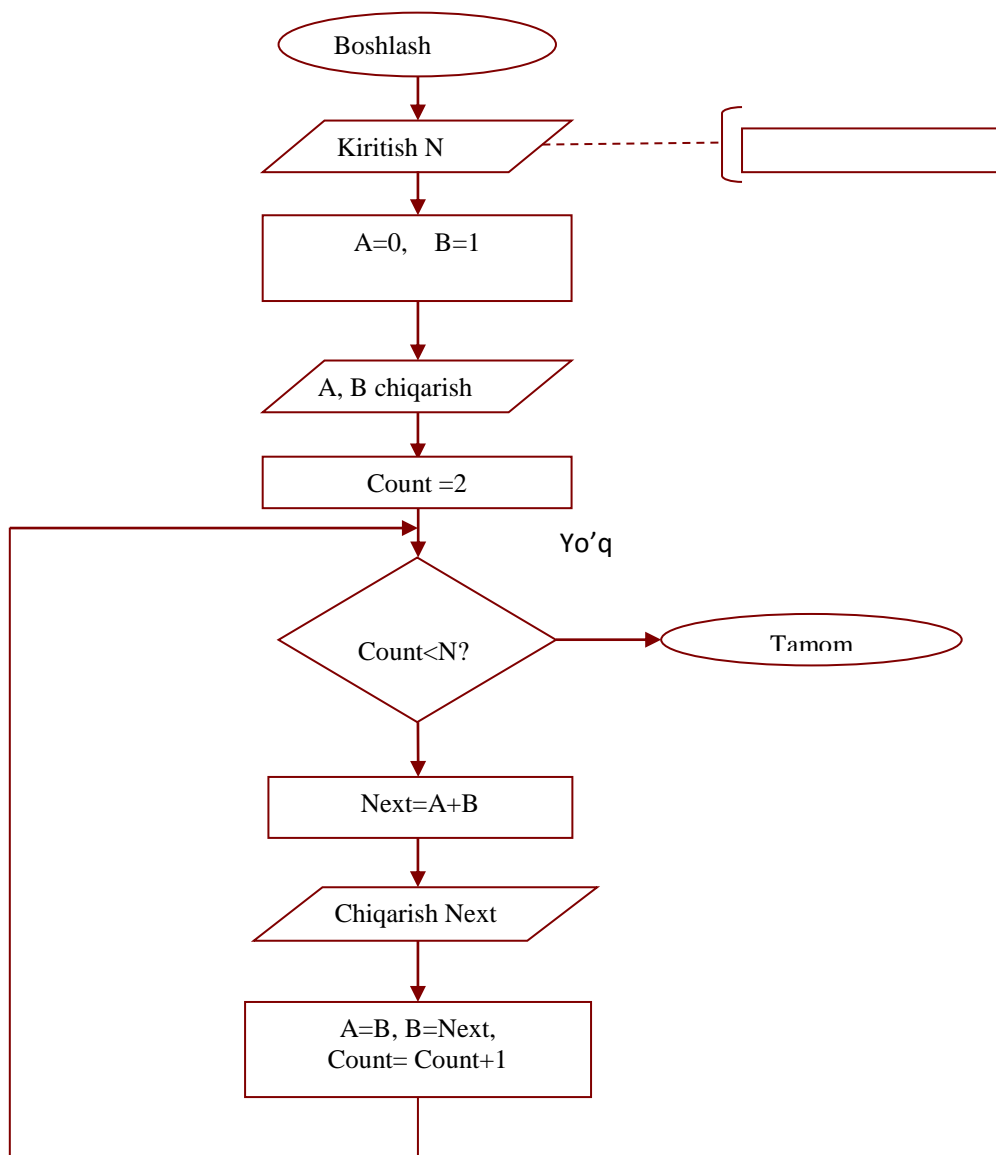 Boshlash
Kiritish N
A=0, B=1
A, B chiqarish
Count =2
Yo’q
Count<N?
Tamom
Next=A+B
Chiqarish Next
A=B, B=Next,
Count= Count+1